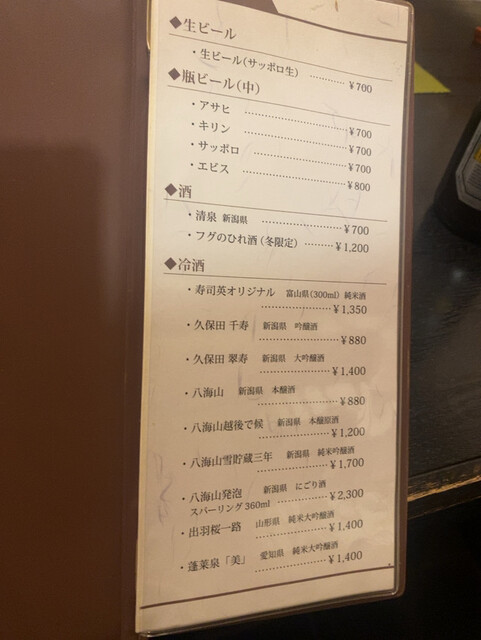 ◆生ビール
・生ビール(サッポロ生) ………… ¥700
◆瓶ビール(中)
・アサヒ ………………………… ¥700
・キリン ………………………… ¥700
・サッポロ ……………………… ¥700
・ヱビス ………………………… ¥800
◆酒
・清泉 新潟県 ………………… ¥700
・フグのひれ酒(冬限定) ……… ¥1,200
◆冷酒
・寿司英オリジナル 富山県(300ml) 純米酒
………………… ¥1,350
・久保田 千寿 新潟県 吟醸酒
………………… ¥880
・久保田 翠寿 新潟県 大吟醸酒
………………… ¥1,400
・八海山 新潟県 本醸酒
………………… ¥880
・八海山越後で候 新潟県 本醸原酒
………………… ¥1,200
・八海山雪貯蔵三年 新潟県 純米吟醸酒
………………… ¥1,700
・八海山発泡 新潟県 にごり酒
スパーリング 360ml ……………… ¥2,300
・出羽桜一路 山形県 純米大吟醸酒
………………… ¥1,400
・蓬莱泉「美」 愛知県 純米大吟醸酒
………………… ¥1,400